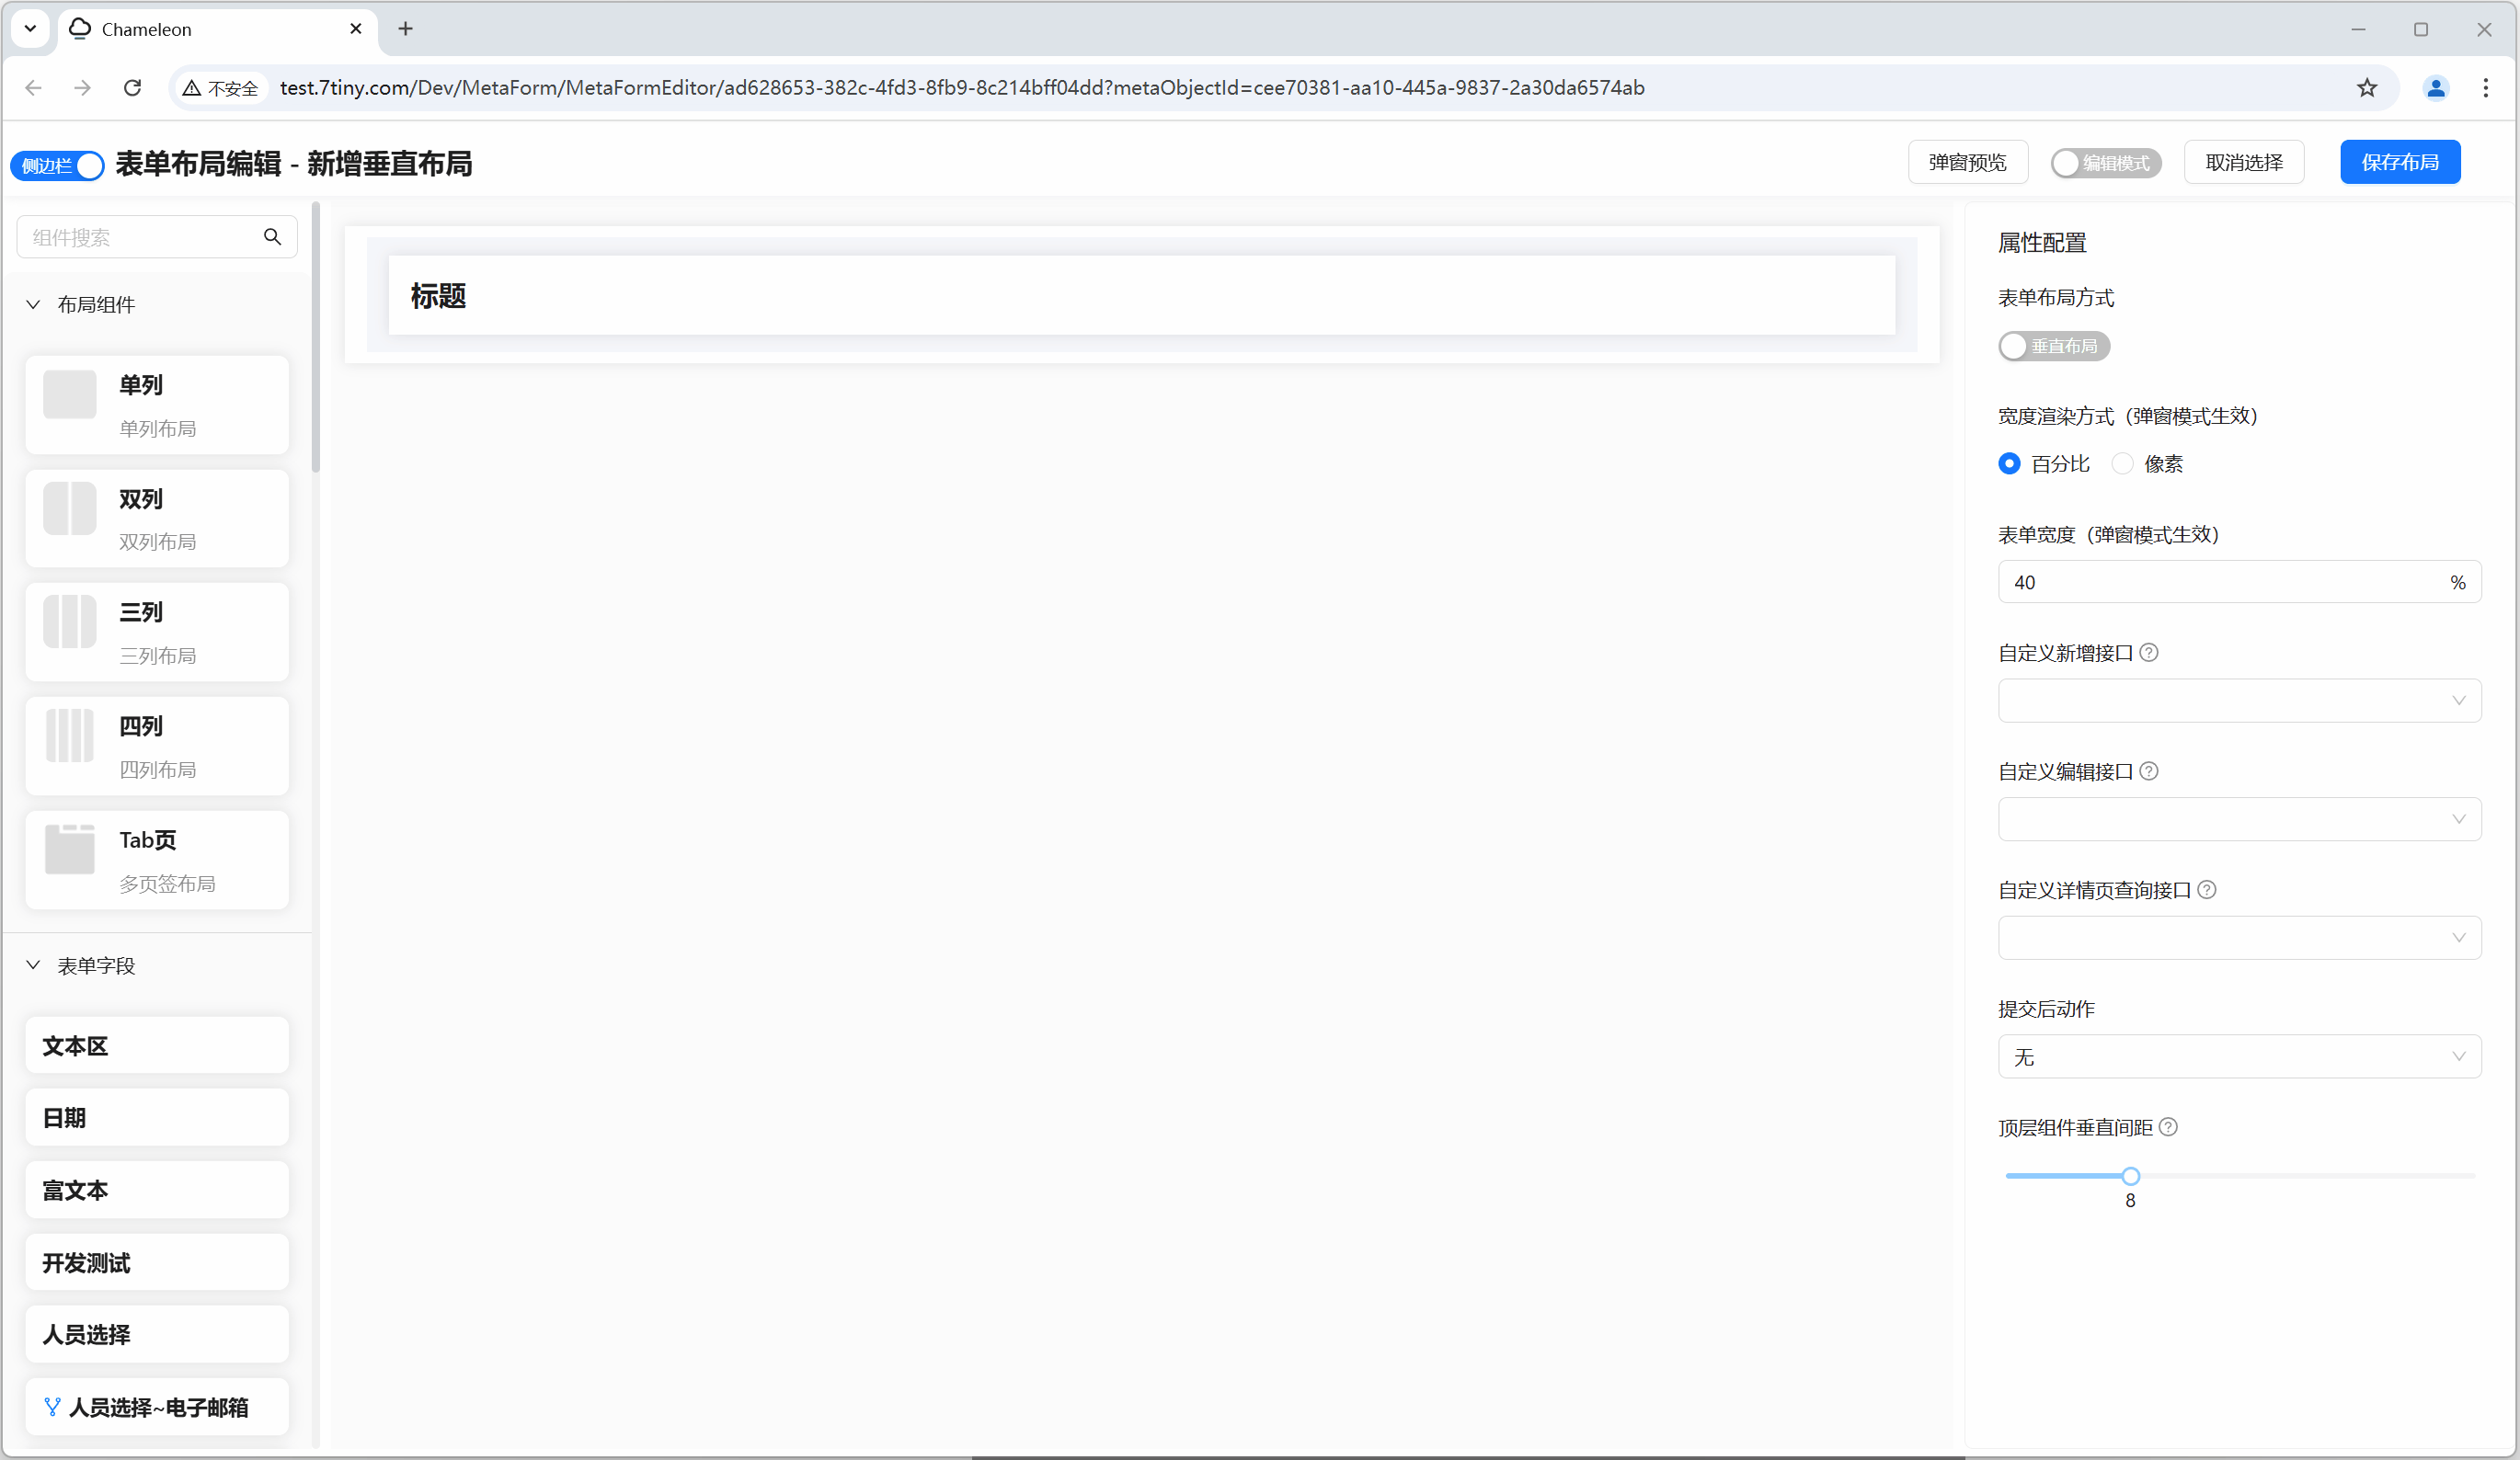 Chameleon
不安全 test.7tiny.com/Dev/MetaForm/MetaFormEditor/ad628653-382c-4fd3-8fb9-8c214bff04dd?metaObjectId=cee70381-aa10-445a-9837-2a30da6574ab
侧边栏 表单布局编辑 - 新增垂直布局
弹窗预览 编辑模式 取消选择 保存布局
组件搜索
布局组件
单列
单列布局
双列
双列布局
三列
三列布局
四列
四列布局
Tab页
多页签布局
表单字段
文本区
日期
富文本
开发测试
人员选择
人员选择~电子邮箱
标题
属性配置
表单布局方式
垂直布局
宽度渲染方式（弹窗模式生效）
百分比 像素
表单宽度（弹窗模式生效）
40 %
自定义新增接口
自定义编辑接口
自定义详情页查询接口
提交后动作
无
顶层组件垂直间距
8